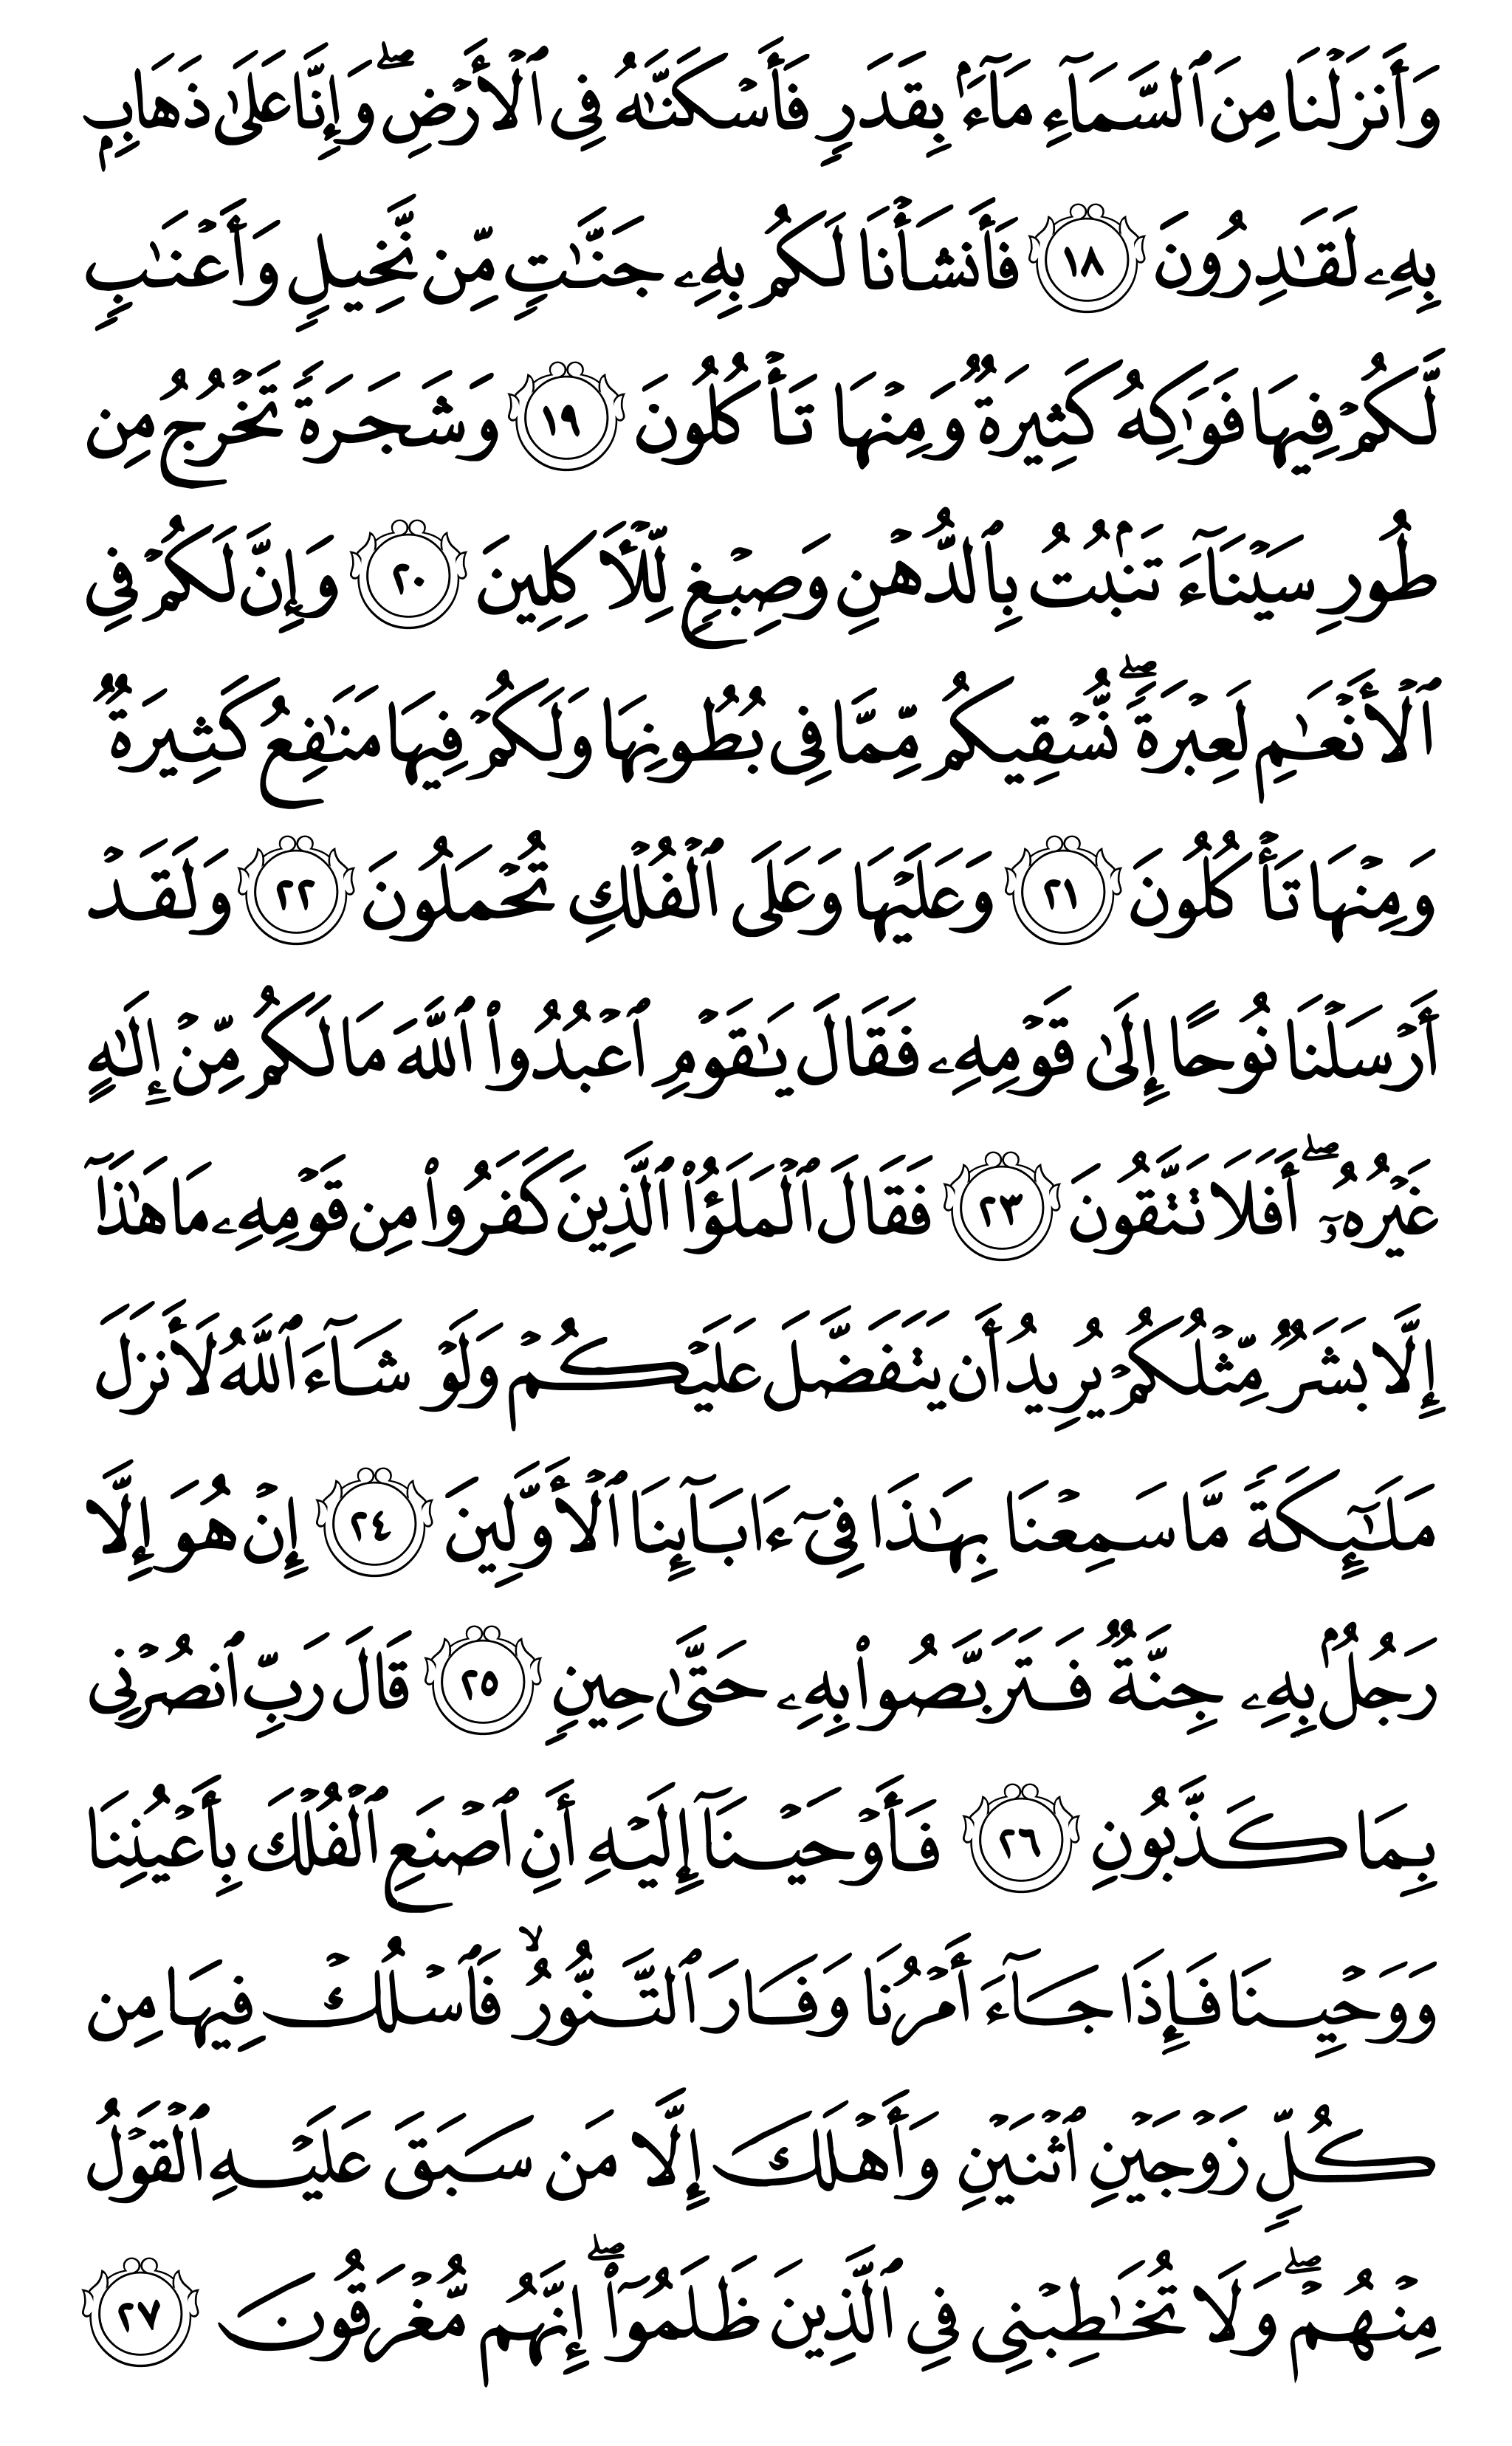 وَأَنزَلْنَا مِنَ ٱلسَّمَآءِ مَآءًۢ بِقَدَرٍ فَأَسْكَنَّٰهُ فِى ٱلْأَرْضِ ۖ وَإِنَّا عَلَىٰ ذَهَابٍۭ
بِهِۦ لَقَٰدِرُونَ ١٨ فَأَنشَأْنَا لَكُم بِهِۦ جَنَّٰتٍ مِّن نَّخِيلٍ وَأَعْنَٰبٍ
لَّكُمْ فِيهَا فَوَٰكِهُ كَثِيرَةٌ وَمِنْهَا تَأْكُلُونَ ١٩ وَشَجَرَةً تَخْرُجُ مِن
طُورِ سَيْنَآءَ تَنۢبُتُ بِٱلدُّهْنِ وَصِبْغٍ لِّلْـَٔاكِلِينَ ٢٠ وَإِنَّ لَكُمْ فِى
ٱلْأَنْعَٰمِ لَعِبْرَةً ۖ نُّسْقِيكُم مِّمَّا فِى بُطُونِهَا وَلَكُمْ فِيهَا مَنَٰفِعُ كَثِيرَةٌ
وَمِنْهَا تَأْكُلُونَ ٢١ وَعَلَيْهَا وَعَلَى ٱلْفُلْكِ تُحْمَلُونَ ٢٢ وَلَقَدْ
أَرْسَلْنَا نُوحًا إِلَىٰ قَوْمِهِۦ فَقَالَ يَٰقَوْمِ ٱعْبُدُوا۟ ٱللَّهَ مَا لَكُم مِّنْ إِلَٰهٍ
غَيْرُهُۥٓ ۖ أَفَلَا تَتَّقُونَ ٢٣ فَقَالَ ٱلْمَلَؤُا۟ ٱلَّذِينَ كَفَرُوا۟ مِن قَوْمِهِۦ مَا هَٰذَآ
إِلَّا بَشَرٌ مِّثْلُكُمْ يُرِيدُ أَن يَتَفَضَّلَ عَلَيْكُمْ وَلَوْ شَآءَ ٱللَّهُ لَأَنزَلَ
مَلَٰٓئِكَةً مَّا سَمِعْنَا بِهَٰذَا فِىٓ ءَابَآئِنَا ٱلْأَوَّلِينَ ٢٤ إِنْ هُوَ إِلَّا
رَجُلٌۢ بِهِۦ جِنَّةٌ فَتَرَبَّصُوا۟ بِهِۦ حَتَّىٰ حِينٍ ٢٥ قَالَ رَبِّ ٱنصُرْنِى
بِمَا كَذَّبُونِ ٢٦ فَأَوْحَيْنَآ إِلَيْهِ أَنِ ٱصْنَعِ ٱلْفُلْكَ بِأَعْيُنِنَا
وَوَحْيِنَا فَإِذَا جَآءَ أَمْرُنَا وَفَارَ ٱلتَّنُّورُ ۙ فَٱسْلُكْ فِيهَا مِن
كُلٍّ زَوْجَيْنِ ٱثْنَيْنِ وَأَهْلَكَ إِلَّا مَن سَبَقَ عَلَيْهِ ٱلْقَوْلُ
مِنْهُمْ ۖ وَلَا تُخَٰطِبْنِى فِى ٱلَّذِينَ ظَلَمُوٓا۟ ۖ إِنَّهُم مُّغْرَقُونَ ٢٧